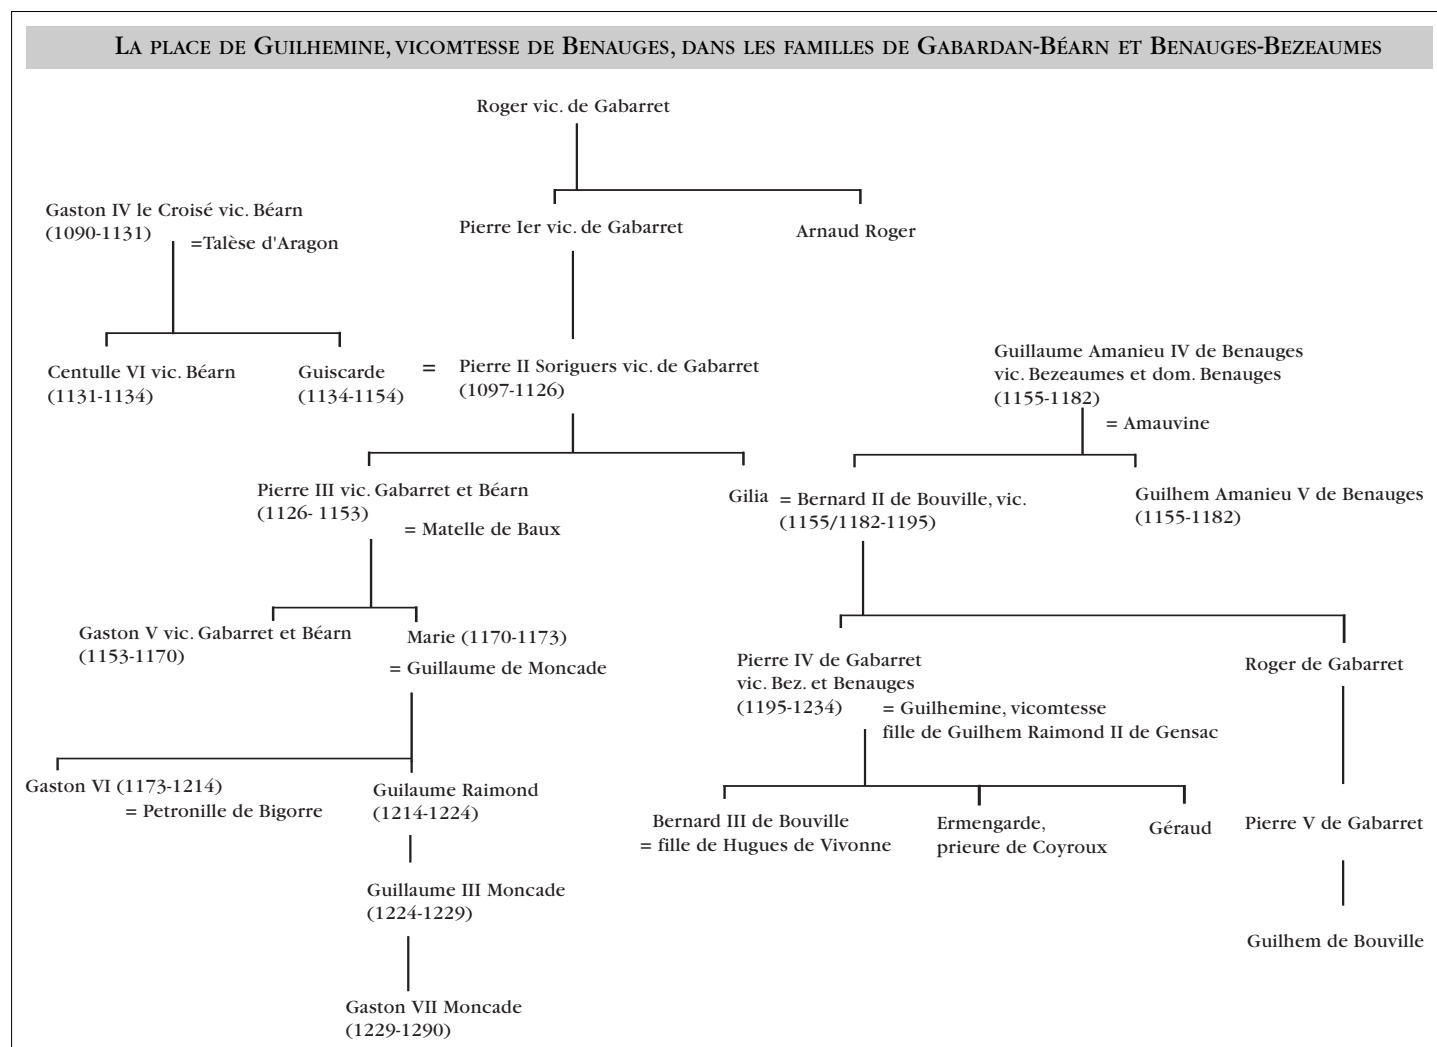 LA PLACE DE GUILHEMINE, VICOMTESSE DE BENAUGES, DANS LES FAMILLES DE GABARDAN-BÉARN ET BENAUGES-BEZEAUMES
Roger vic. de Gabarret
Gaston IV le Croisé vic. Béarn
(1090-1131)
=Talèse d'Aragon
Pierre Ier vic. de Gabarret
Arnaud Roger
Centulle VI vic. Béarn
(1131-1134)
Guiscarde
(1134-1154)
=
Pierre II Soriguers vic. de Gabarret
(1097-1126)
Guillaume Amanieu IV de Benauges
vic. Bezeaumes et dom. Benauges
(1155-1182)
= Amauvine
Pierre III vic. Gabarret et Béarn
(1126- 1153)
= Matelle de Baux
Gilia
= Bernard II de Bouville, vic.
(1155/1182-1195)
Guilhem Amanieu V de Benauges
(1155-1182)
Gaston V vic. Gabarret et Béarn
(1153-1170)
Marie (1170-1173)
= Guillaume de Moncade
Pierre IV de Gabarret
vic. Bez. et Benauges
(1195-1234)
= Guilhemine, vicomtesse
fille de Guilhem Raimond II de Gensac
Roger de Gabarret
Gaston VI (1173-1214)
= Petronille de Bigorre
Guilaume Raimond
(1214-1224)
Bernard III de Bouville
= fille de Hugues de Vivonne
Ermengarde,
prieure de Coyroux
Géraud
Pierre V de Gabarret
Guillaume III Moncade
(1224-1229)
Guilhem de Bouville
Gaston VII Moncade
(1229-1290)